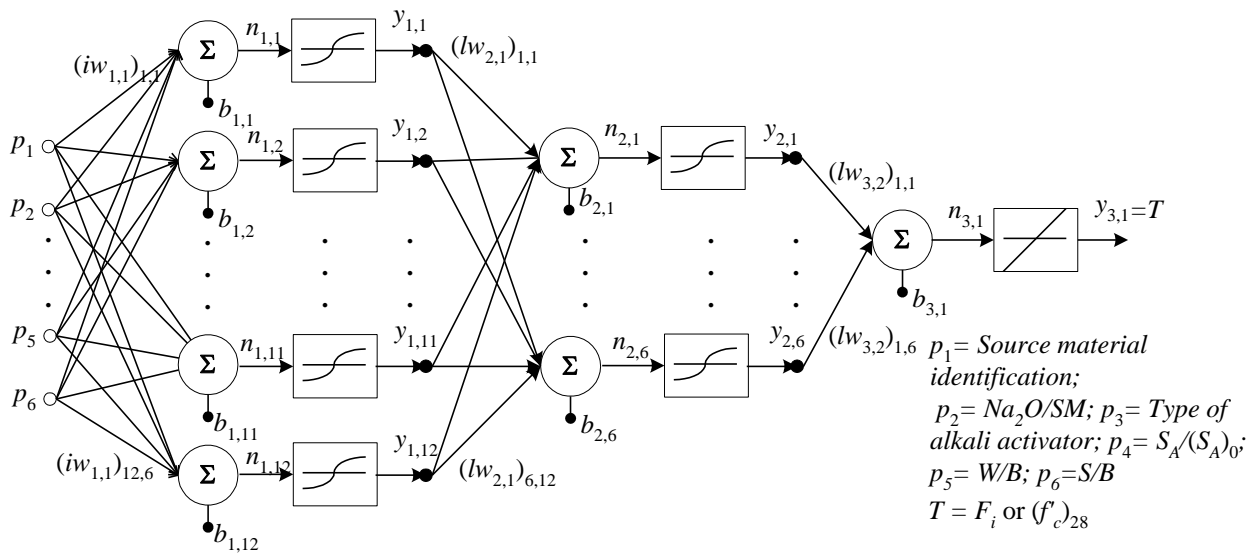 y₁,₁
n₁,₁
(lw₂,₁)₁,₁
Σ
(iw₁,₁)₁,₁
b₁,₁
y₁,₂
n₁,₂
n₂,₁
y₂,₁
p₁
Σ
Σ
(lw₃,₂)₁,₁
b₂,₁
p₂
b₁,₂
n₃,₁
y₃,₁=T
Σ
b₃,₁
p₅
n₁,₁₁
y₁,₁₁
n₂,₆
y₂,₆
(lw₃,₂)₁,₆
Σ
Σ
p₆
b₁,₁₁
b₂,₆
y₁,₁₂
(iw₁,₁)₁₂,₆
n₁,₁₂
(lw₂,₁)₆,₁₂
Σ
b₁,₁₂
p₁= Source material
identification;
p₂= Na₂O/SM; p₃= Type of
alkali activator; p₄= S_A/(S_A)₀;
p₅= W/B; p₆=S/B
T = Fᵢ or (f'_c)₂₈